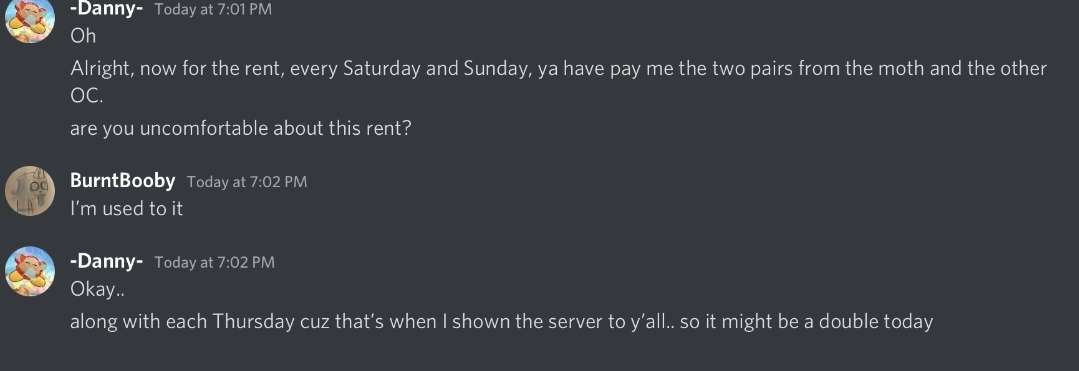 -Danny- Today at 7:01 PM
Oh
Alright, now for the rent, every Saturday and Sunday, ya have pay me the two pairs from the moth and the other
OC.
are you uncomfortable about this rent?
BurntBooby Today at 7:02 PM
I'm used to it
-Danny- Today at 7:02 PM
Okay..
along with each Thursday cuz that's when I shown the server to y'all.. so it might be a double today